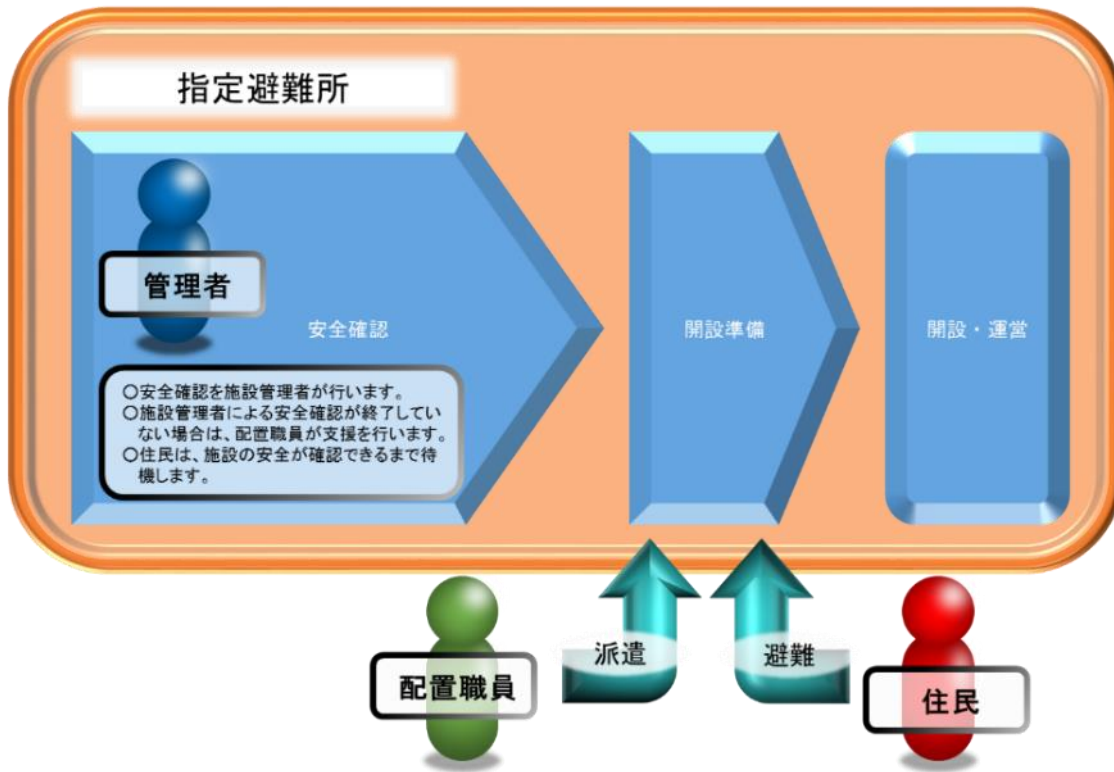 指定避難所
管理者
安全確認
○安全確認を施設管理者が行います。
○施設管理者による安全確認が終了してい
ない場合は、配置職員が支援を行います。
○住民は、施設の安全が確認できるまで待
機します。
開設準備
開設・運営
配置職員
派遣
避難
住民